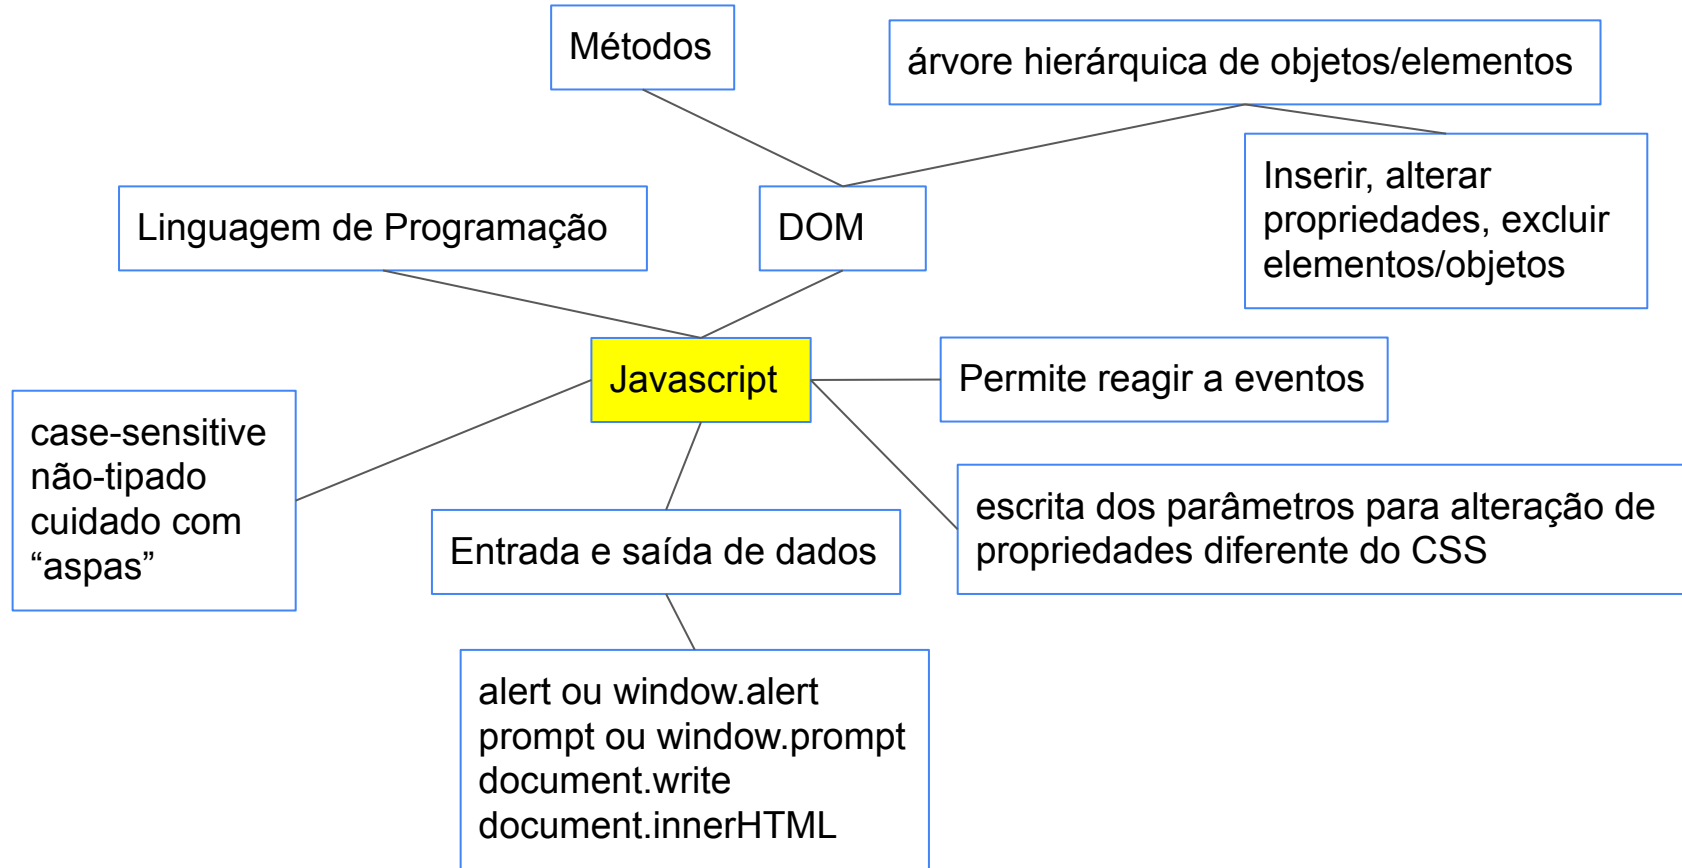 Métodos
árvore hierárquica de objetos/elementos
Inserir, alterar
propriedades, excluir
elementos/objetos
Linguagem de Programação
DOM
Javascript
Permite reagir a eventos
case-sensitive
não-tipado
cuidado com
“aspas”
escrita dos parâmetros para alteração de
propriedades diferente do CSS
Entrada e saída de dados
alert ou window.alert
prompt ou window.prompt
document.write
document.innerHTML